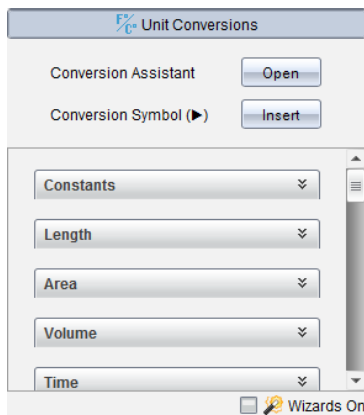 F°/C° Unit Conversions
Conversion Assistant Open
Conversion Symbol (▶) Insert
Constants
Length
Area
Volume
Time
Wizards On